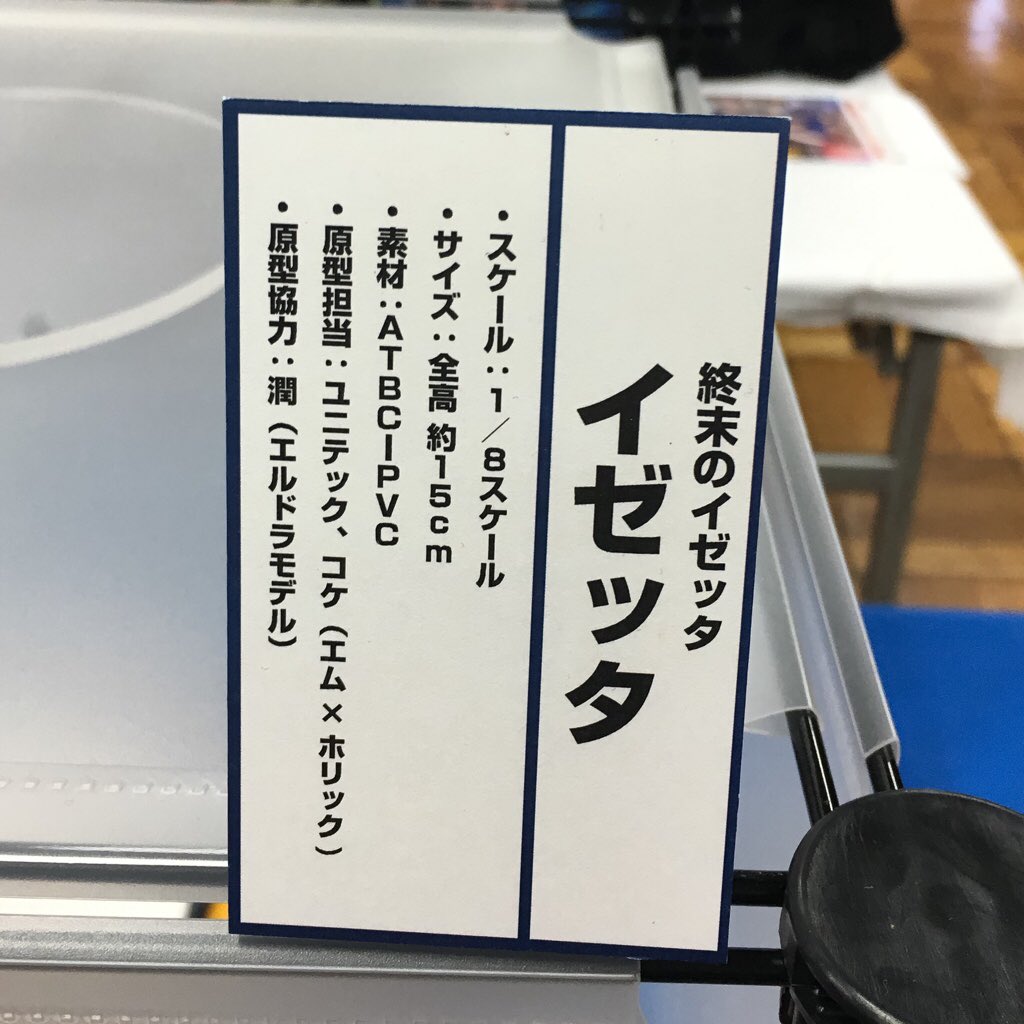 終末のイゼッタ
イゼッタ
・スケール：1／8スケール
・サイズ：全高 約15cm
・素材：ATBC-PVC
・原型担当：ユニテック、コケ（エム×ホリック）
・原型協力：潤（エルドラモデル）